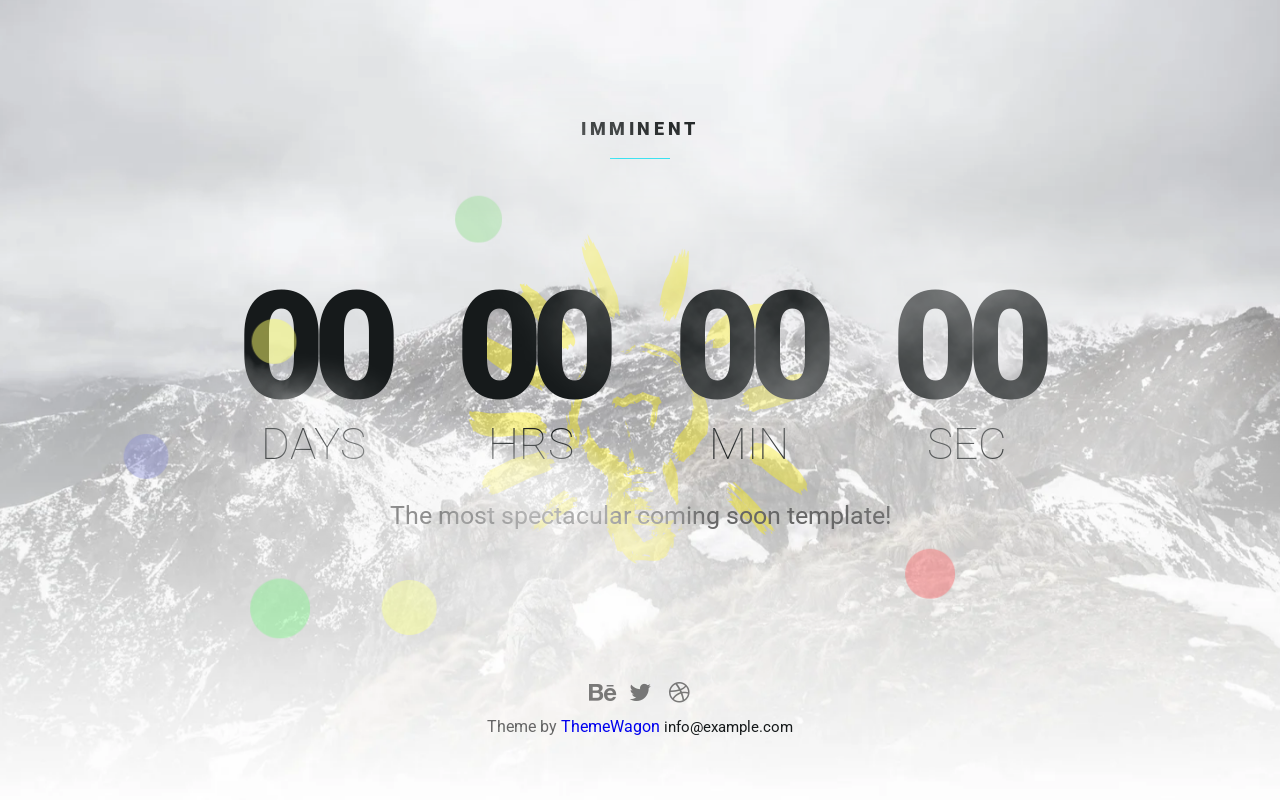 IMMINENT
00 00 00 00
DAYS HRS MIN SEC
The most spectacular coming soon template!
Bē
Theme by ThemeWagon info@example.com